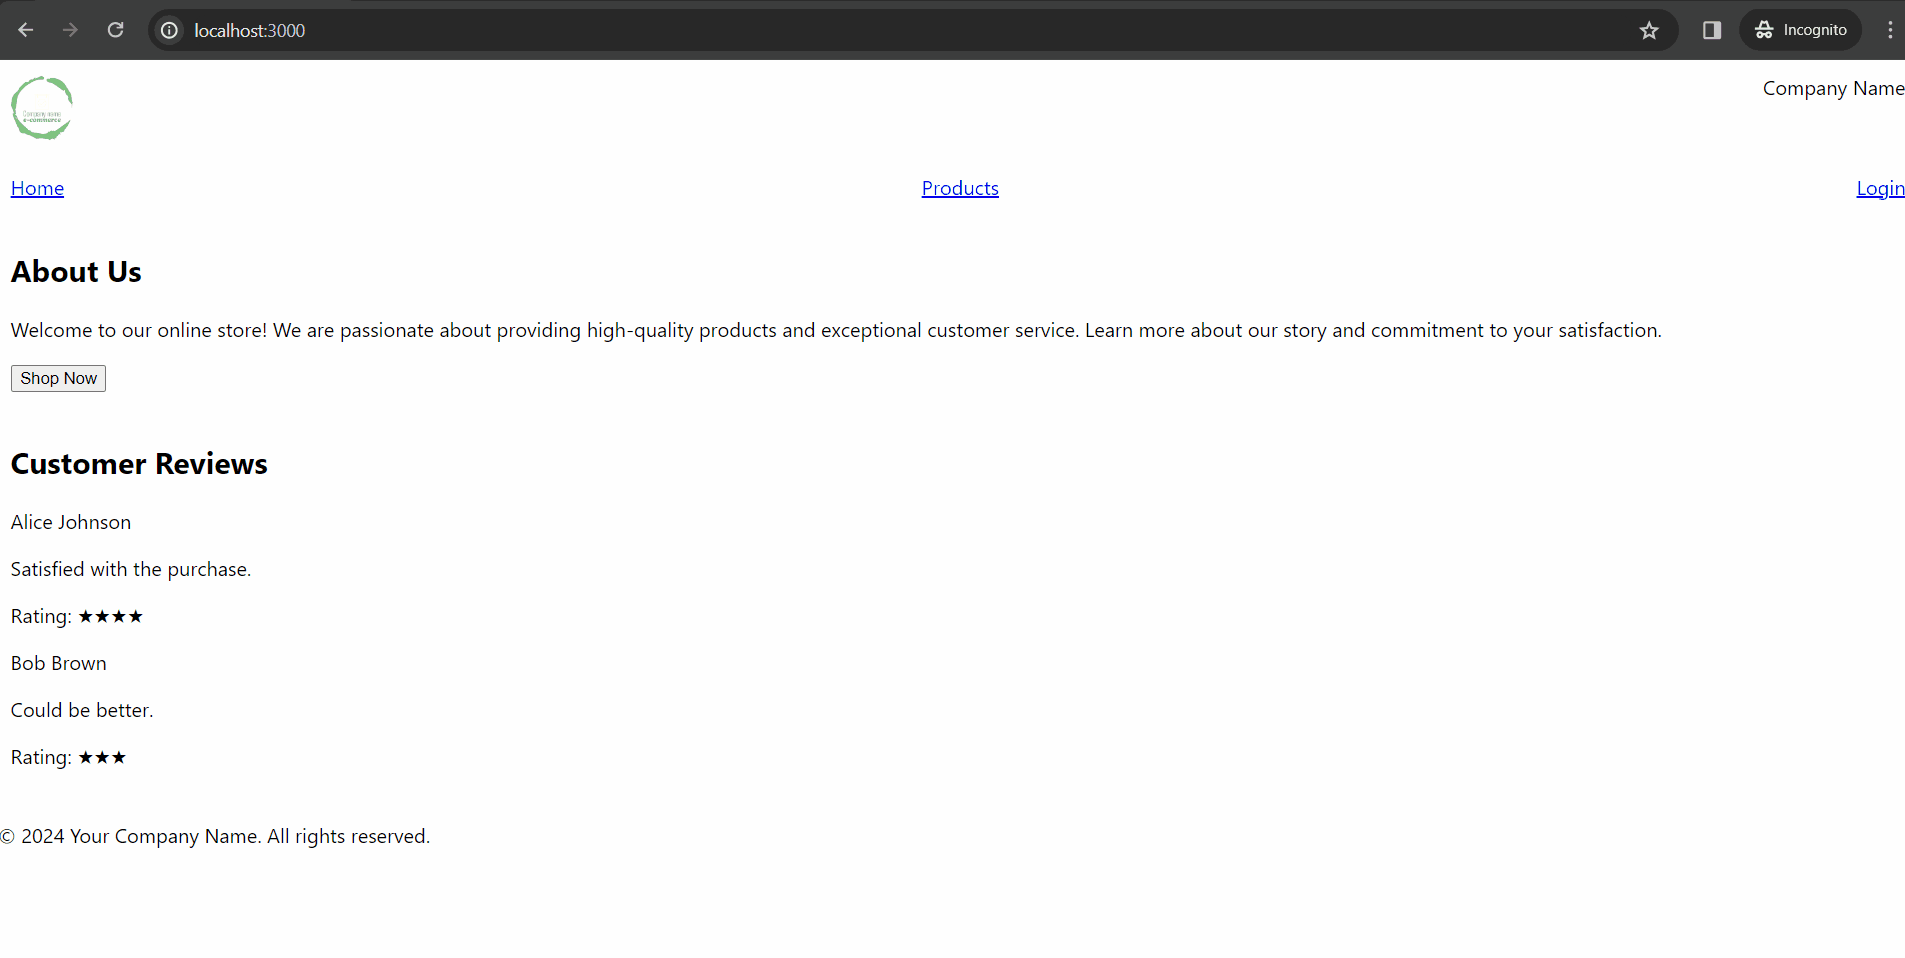 localhost:3000
Incognito
Company name
e-commerce
Company Name
Home Products Login
About Us
Welcome to our online store! We are passionate about providing high-quality products and exceptional customer service. Learn more about our story and commitment to your satisfaction.
Shop Now
Customer Reviews
Alice Johnson
Satisfied with the purchase.
Rating: ★★★★
Bob Brown
Could be better.
Rating: ★★★
© 2024 Your Company Name. All rights reserved.